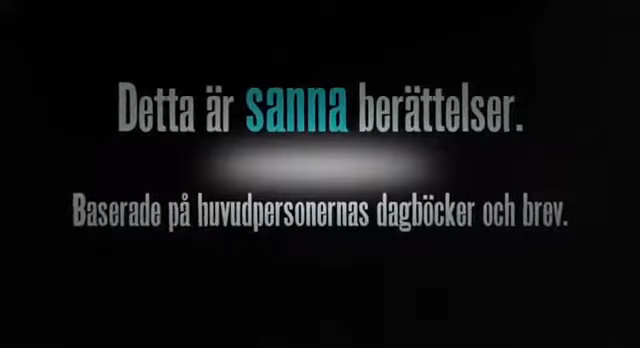 Detta är sanna berättelser.
Baserade på huvudpersonernas dagböcker och brev.